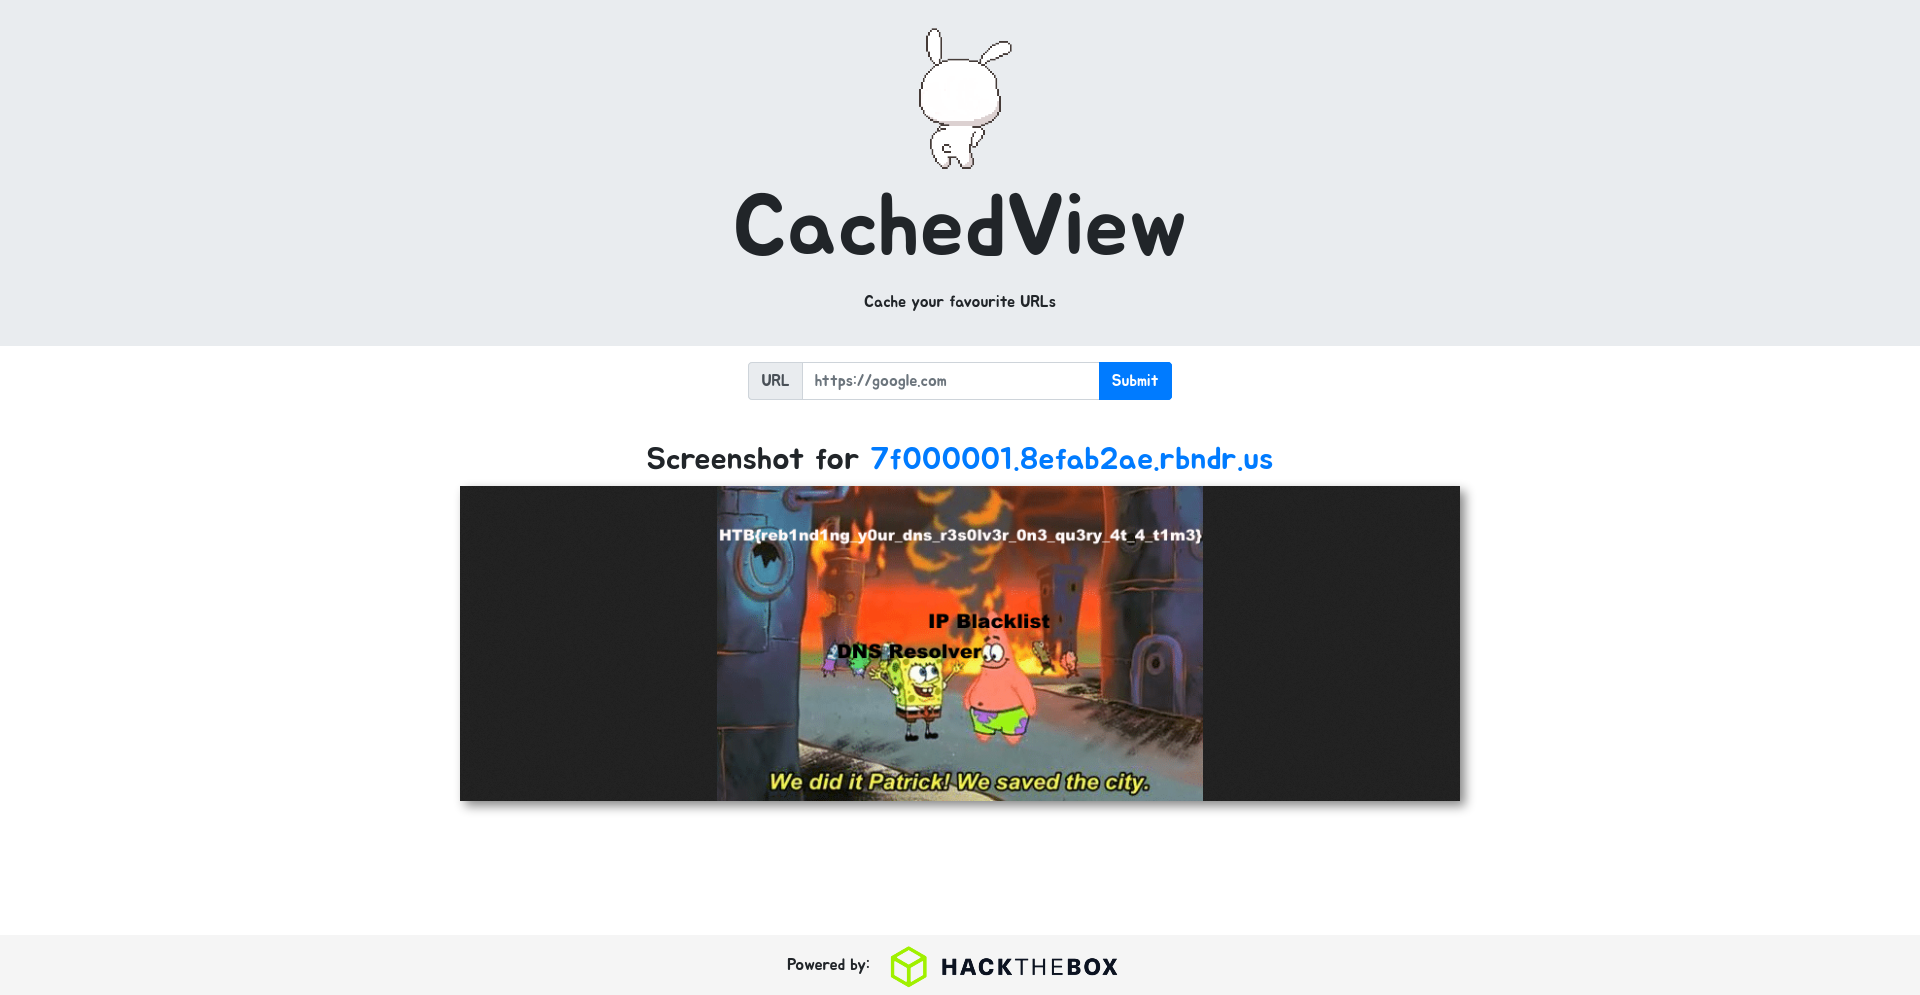 CachedView
Cache your favourite URLs
URL https://google.com Submit
Screenshot for 7f000001.8efab2ae.rbndr.us
HTB{reb1nd1ng_y0ur_dns_r3s0lv3r_0n3_qu3ry_4t_4_t1m3}
IP Blacklist
DNS Resolver
We did it Patrick! We saved the city.
Powered by: HACKTHEBOX